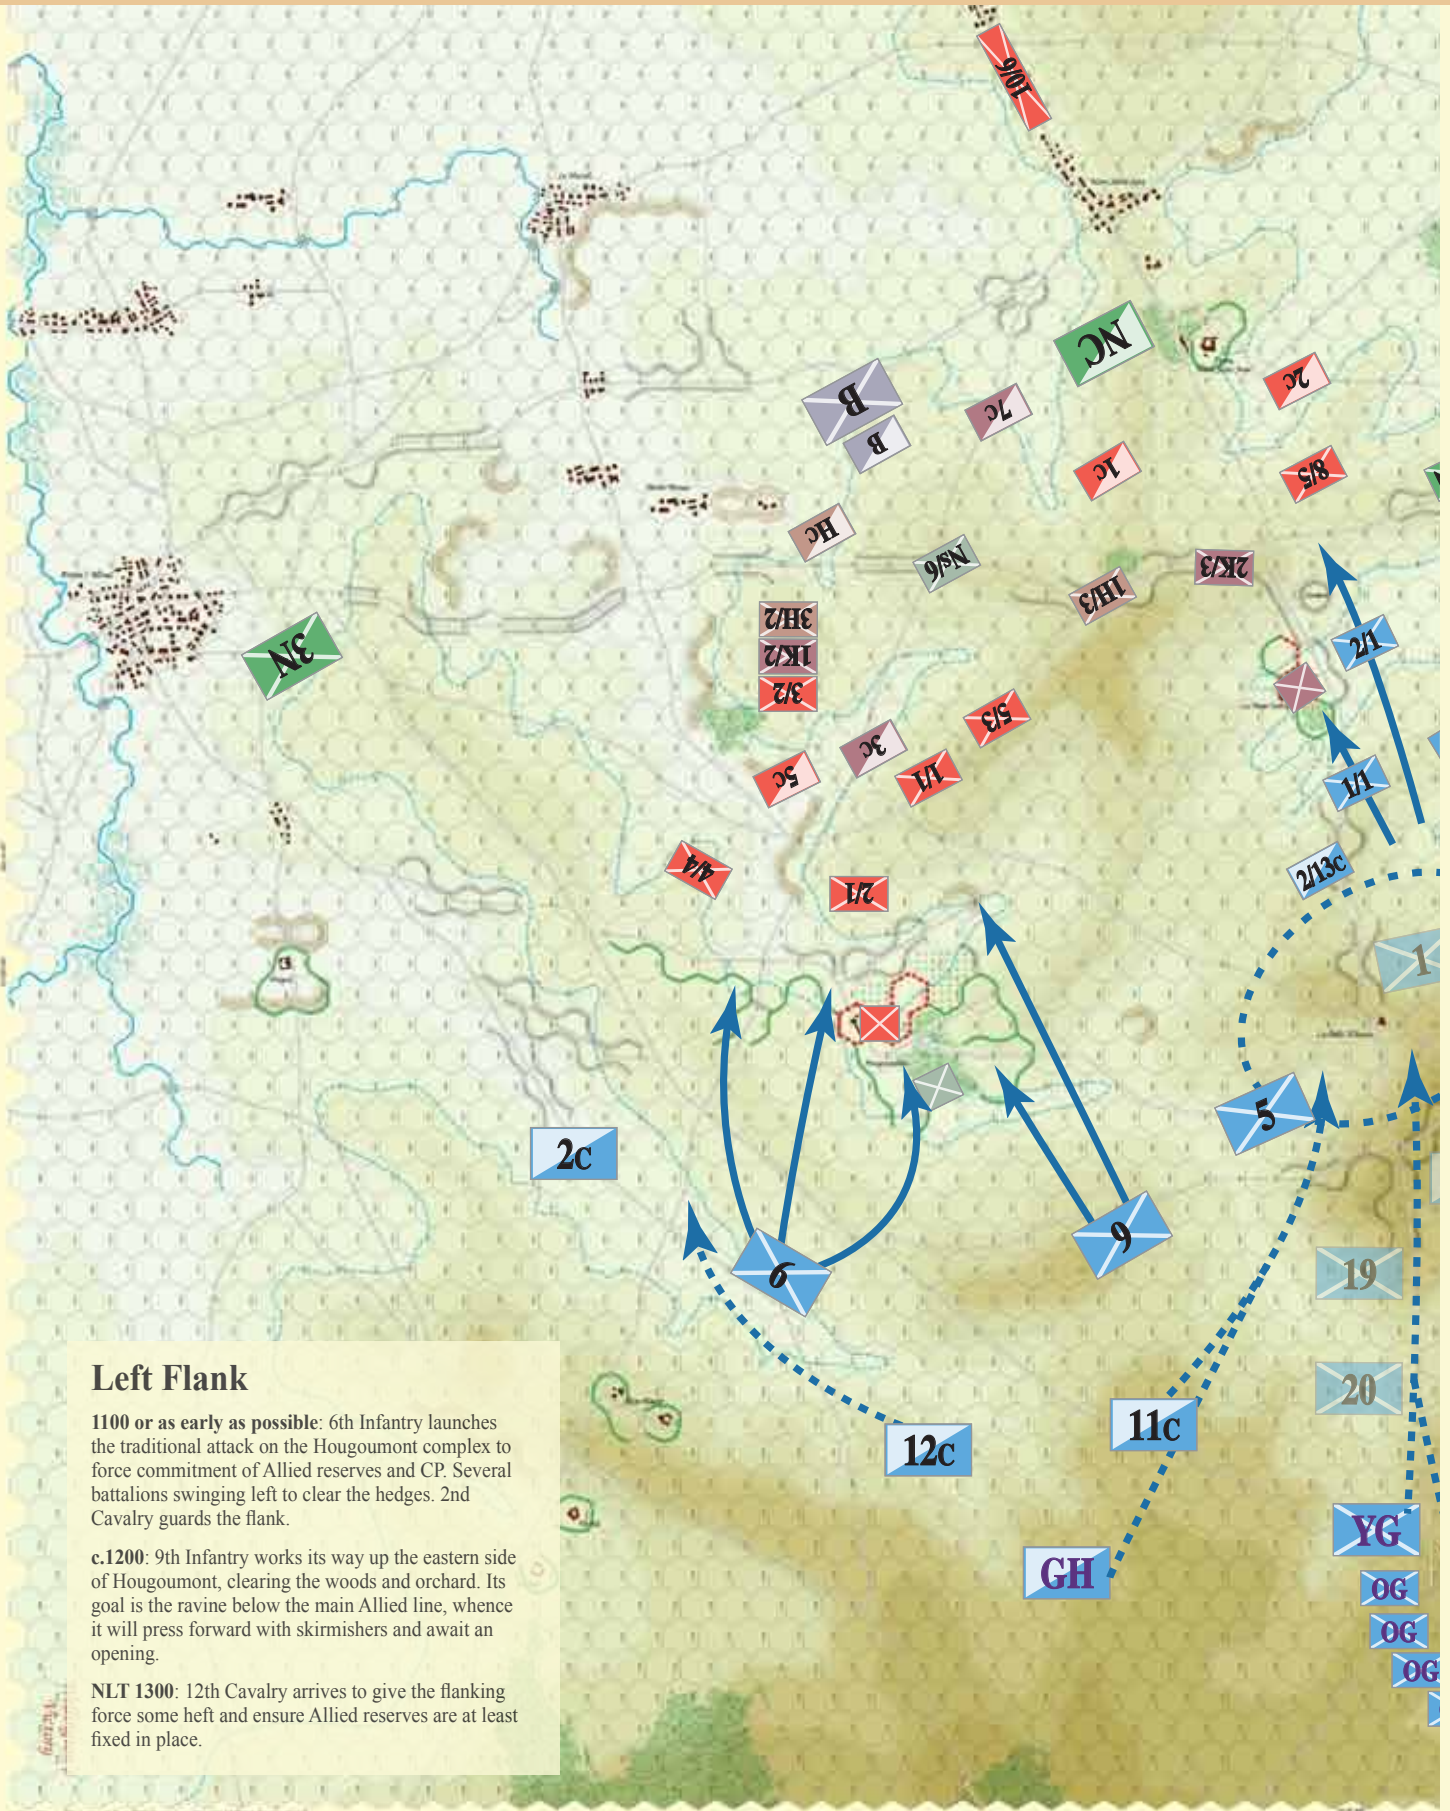 10/6
NC
2c
B
7c
B
1c
8/5
Hc
Ns/6
2K/3
1H/3
3H/2
1K/2
3/2
3N
2/1
5/3
3c
5c
1/1
1/1
4/4
2/1
2/13c
1
5
2c
6
9
19
20
12c
11c
YG
GH
OG
OG
OG
Left Flank
1100 or as early as possible: 6th Infantry launches
the traditional attack on the Hougoumont complex to
force commitment of Allied reserves and CP. Several
battalions swinging left to clear the hedges. 2nd
Cavalry guards the flank.
c.1200: 9th Infantry works its way up the eastern side
of Hougoumont, clearing the woods and orchard. Its
goal is the ravine below the main Allied line, whence
it will press forward with skirmishers and await an
opening.
NLT 1300: 12th Cavalry arrives to give the flanking
force some heft and ensure Allied reserves are at least
fixed in place.